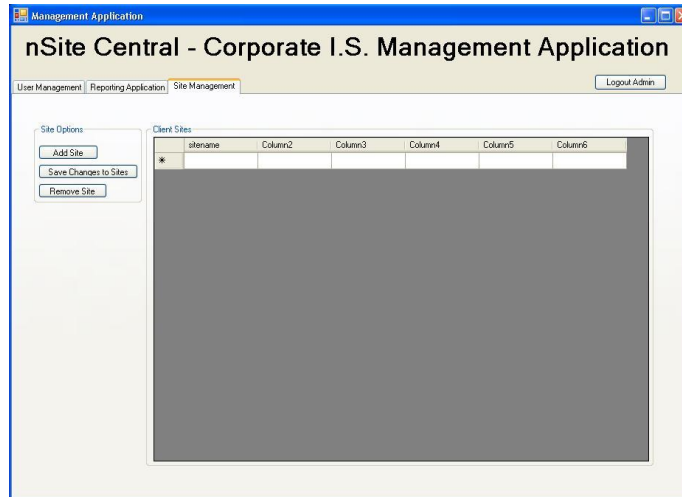 Management Application
nSite Central - Corporate I.S. Management Application
Logout Admin
User Management Reporting Application Site Management
Site Options
Add Site
Save Changes to Sites
Remove Site
Client Sites
sitename Column2 Column3 Column4 Column5 Column6